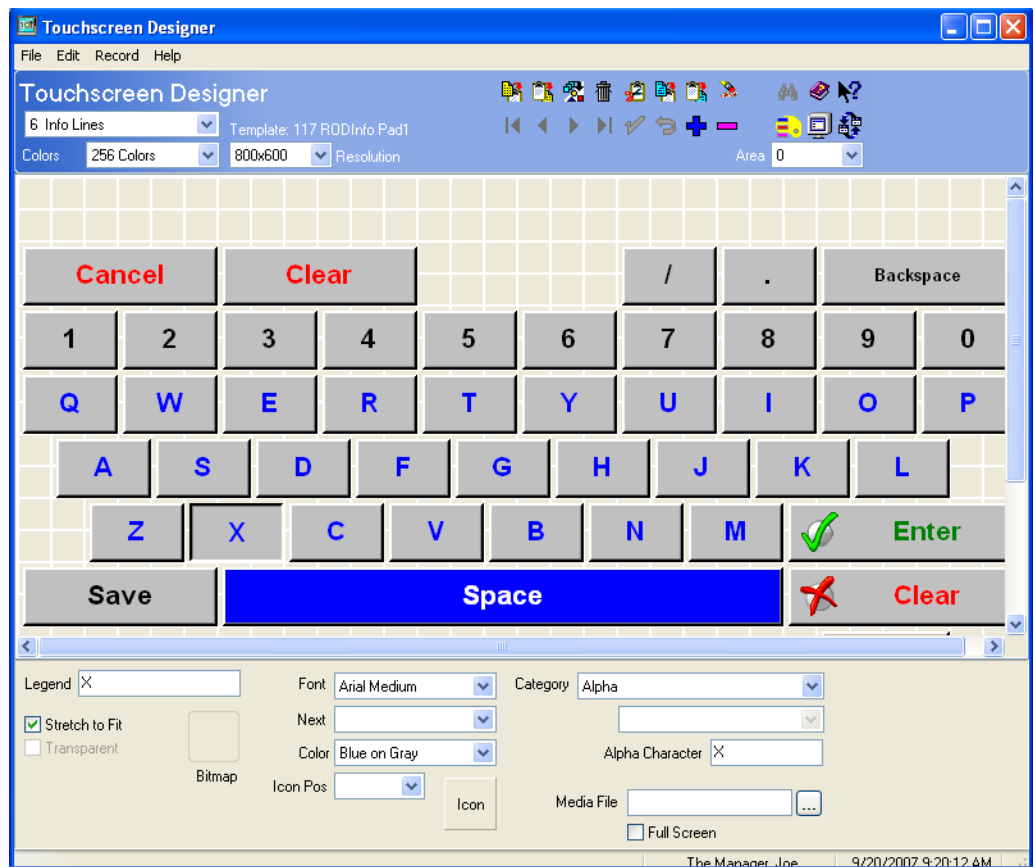 Touchscreen Designer
File Edit Record Help
Touchscreen Designer
6 Info Lines
Template: 117 RODInfo Pad1
Colors 256 Colors 800x600 Resolution Area 0
Cancel Clear / . Backspace
1 2 3 4 5 6 7 8 9 0
Q W E R T Y U I O P
A S D F G H J K L
Z X C V B N M Enter
Save Space Clear
Legend X Font Arial Medium Category Alpha
Stretch to Fit Next
Transparent Color Blue on Gray Alpha Character X
Bitmap Icon Pos Icon Media File ...
Full Screen
The Manager, Joe 9/20/2007 9:20:12 AM